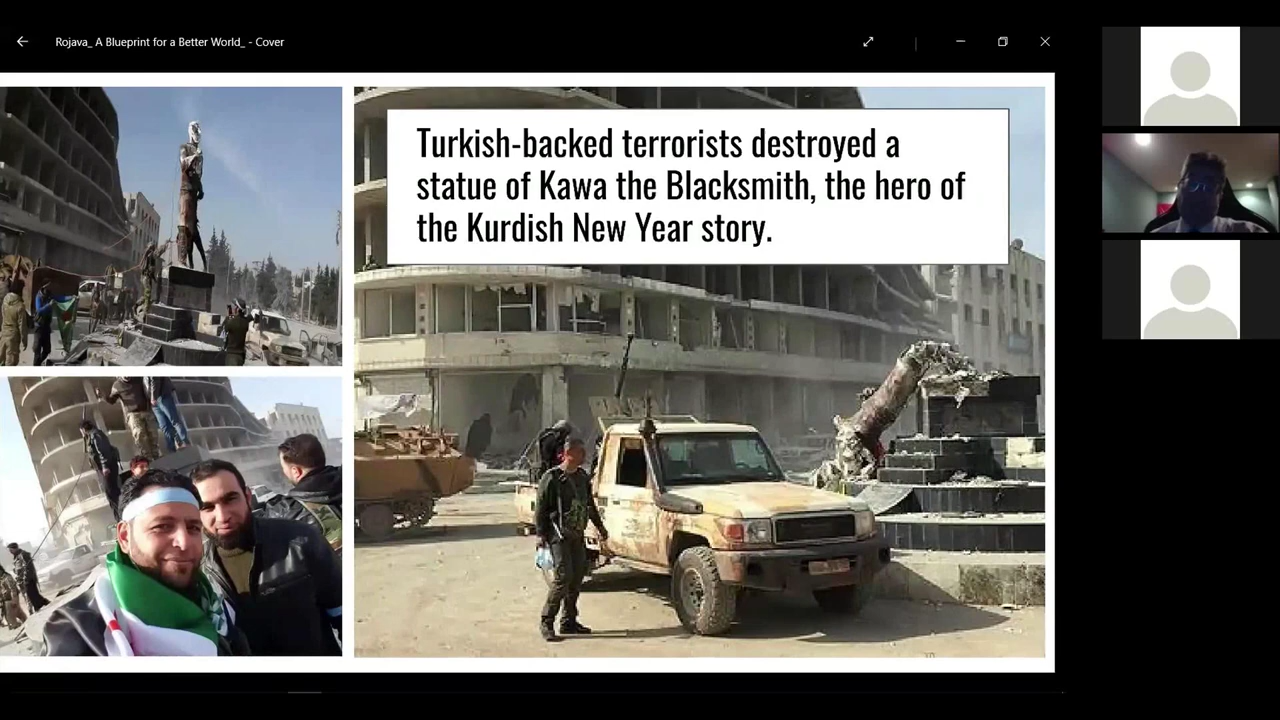 Rojava_ A Blueprint for a Better World_ - Cover
Turkish-backed terrorists destroyed a
statue of Kawa the Blacksmith, the hero of
the Kurdish New Year story.